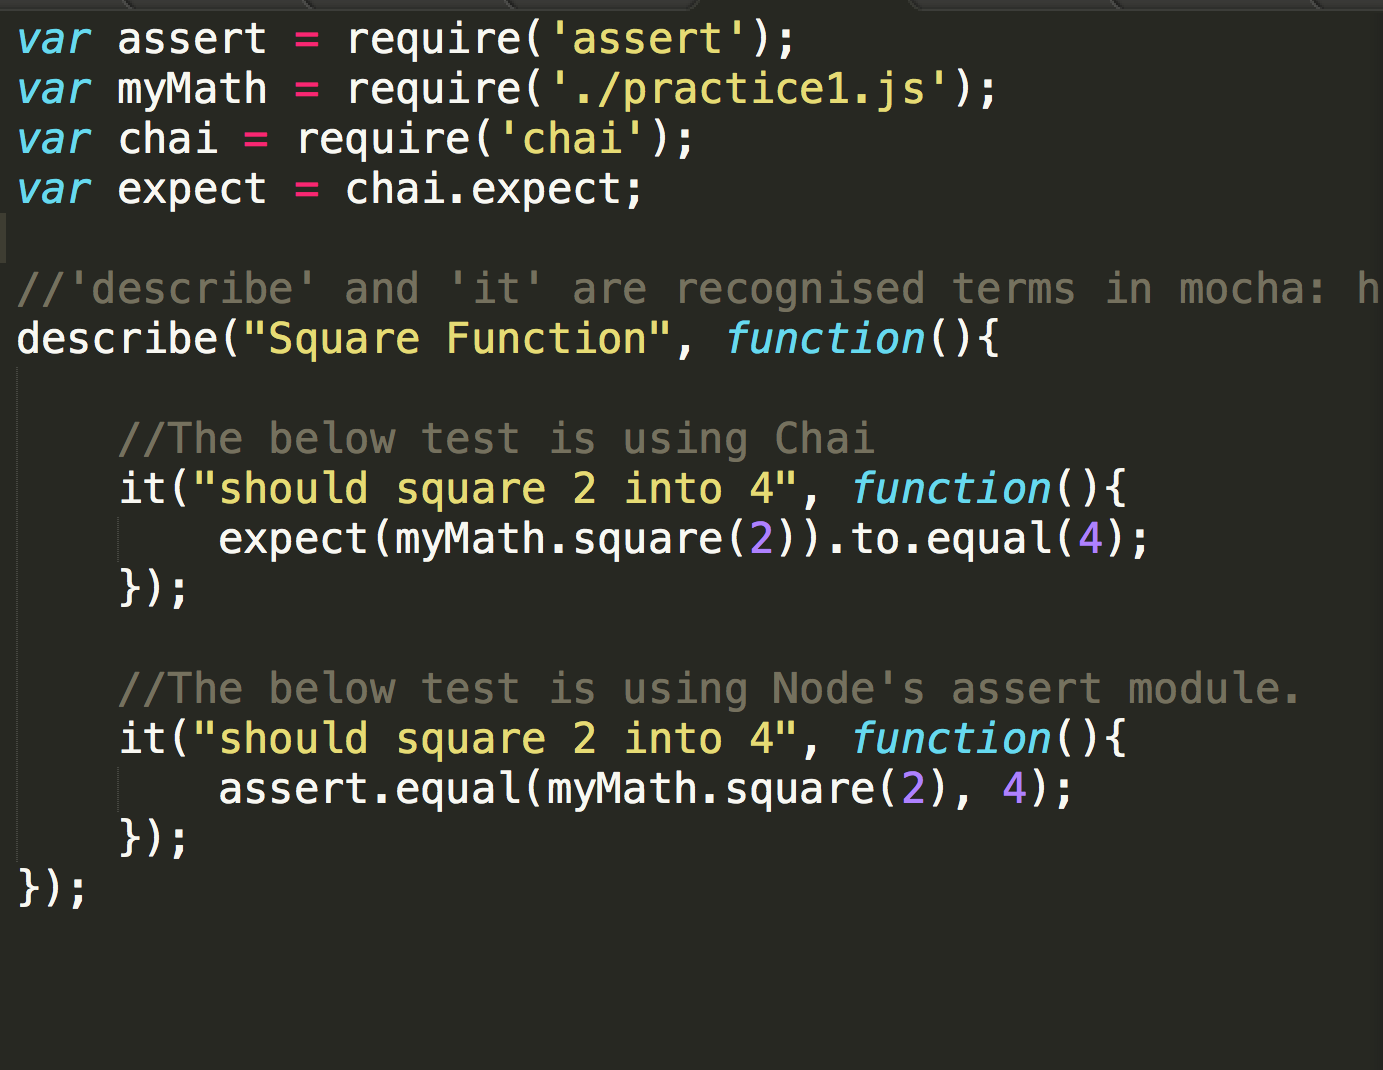 var assert = require('assert');
var myMath = require('./practice1.js');
var chai = require('chai');
var expect = chai.expect;
//'describe' and 'it' are recognised terms in mocha: h
describe("Square Function", function(){
//The below test is using Chai
it("should square 2 into 4", function(){
expect(myMath.square(2)).to.equal(4);
});
//The below test is using Node's assert module.
it("should square 2 into 4", function(){
assert.equal(myMath.square(2), 4);
});
});